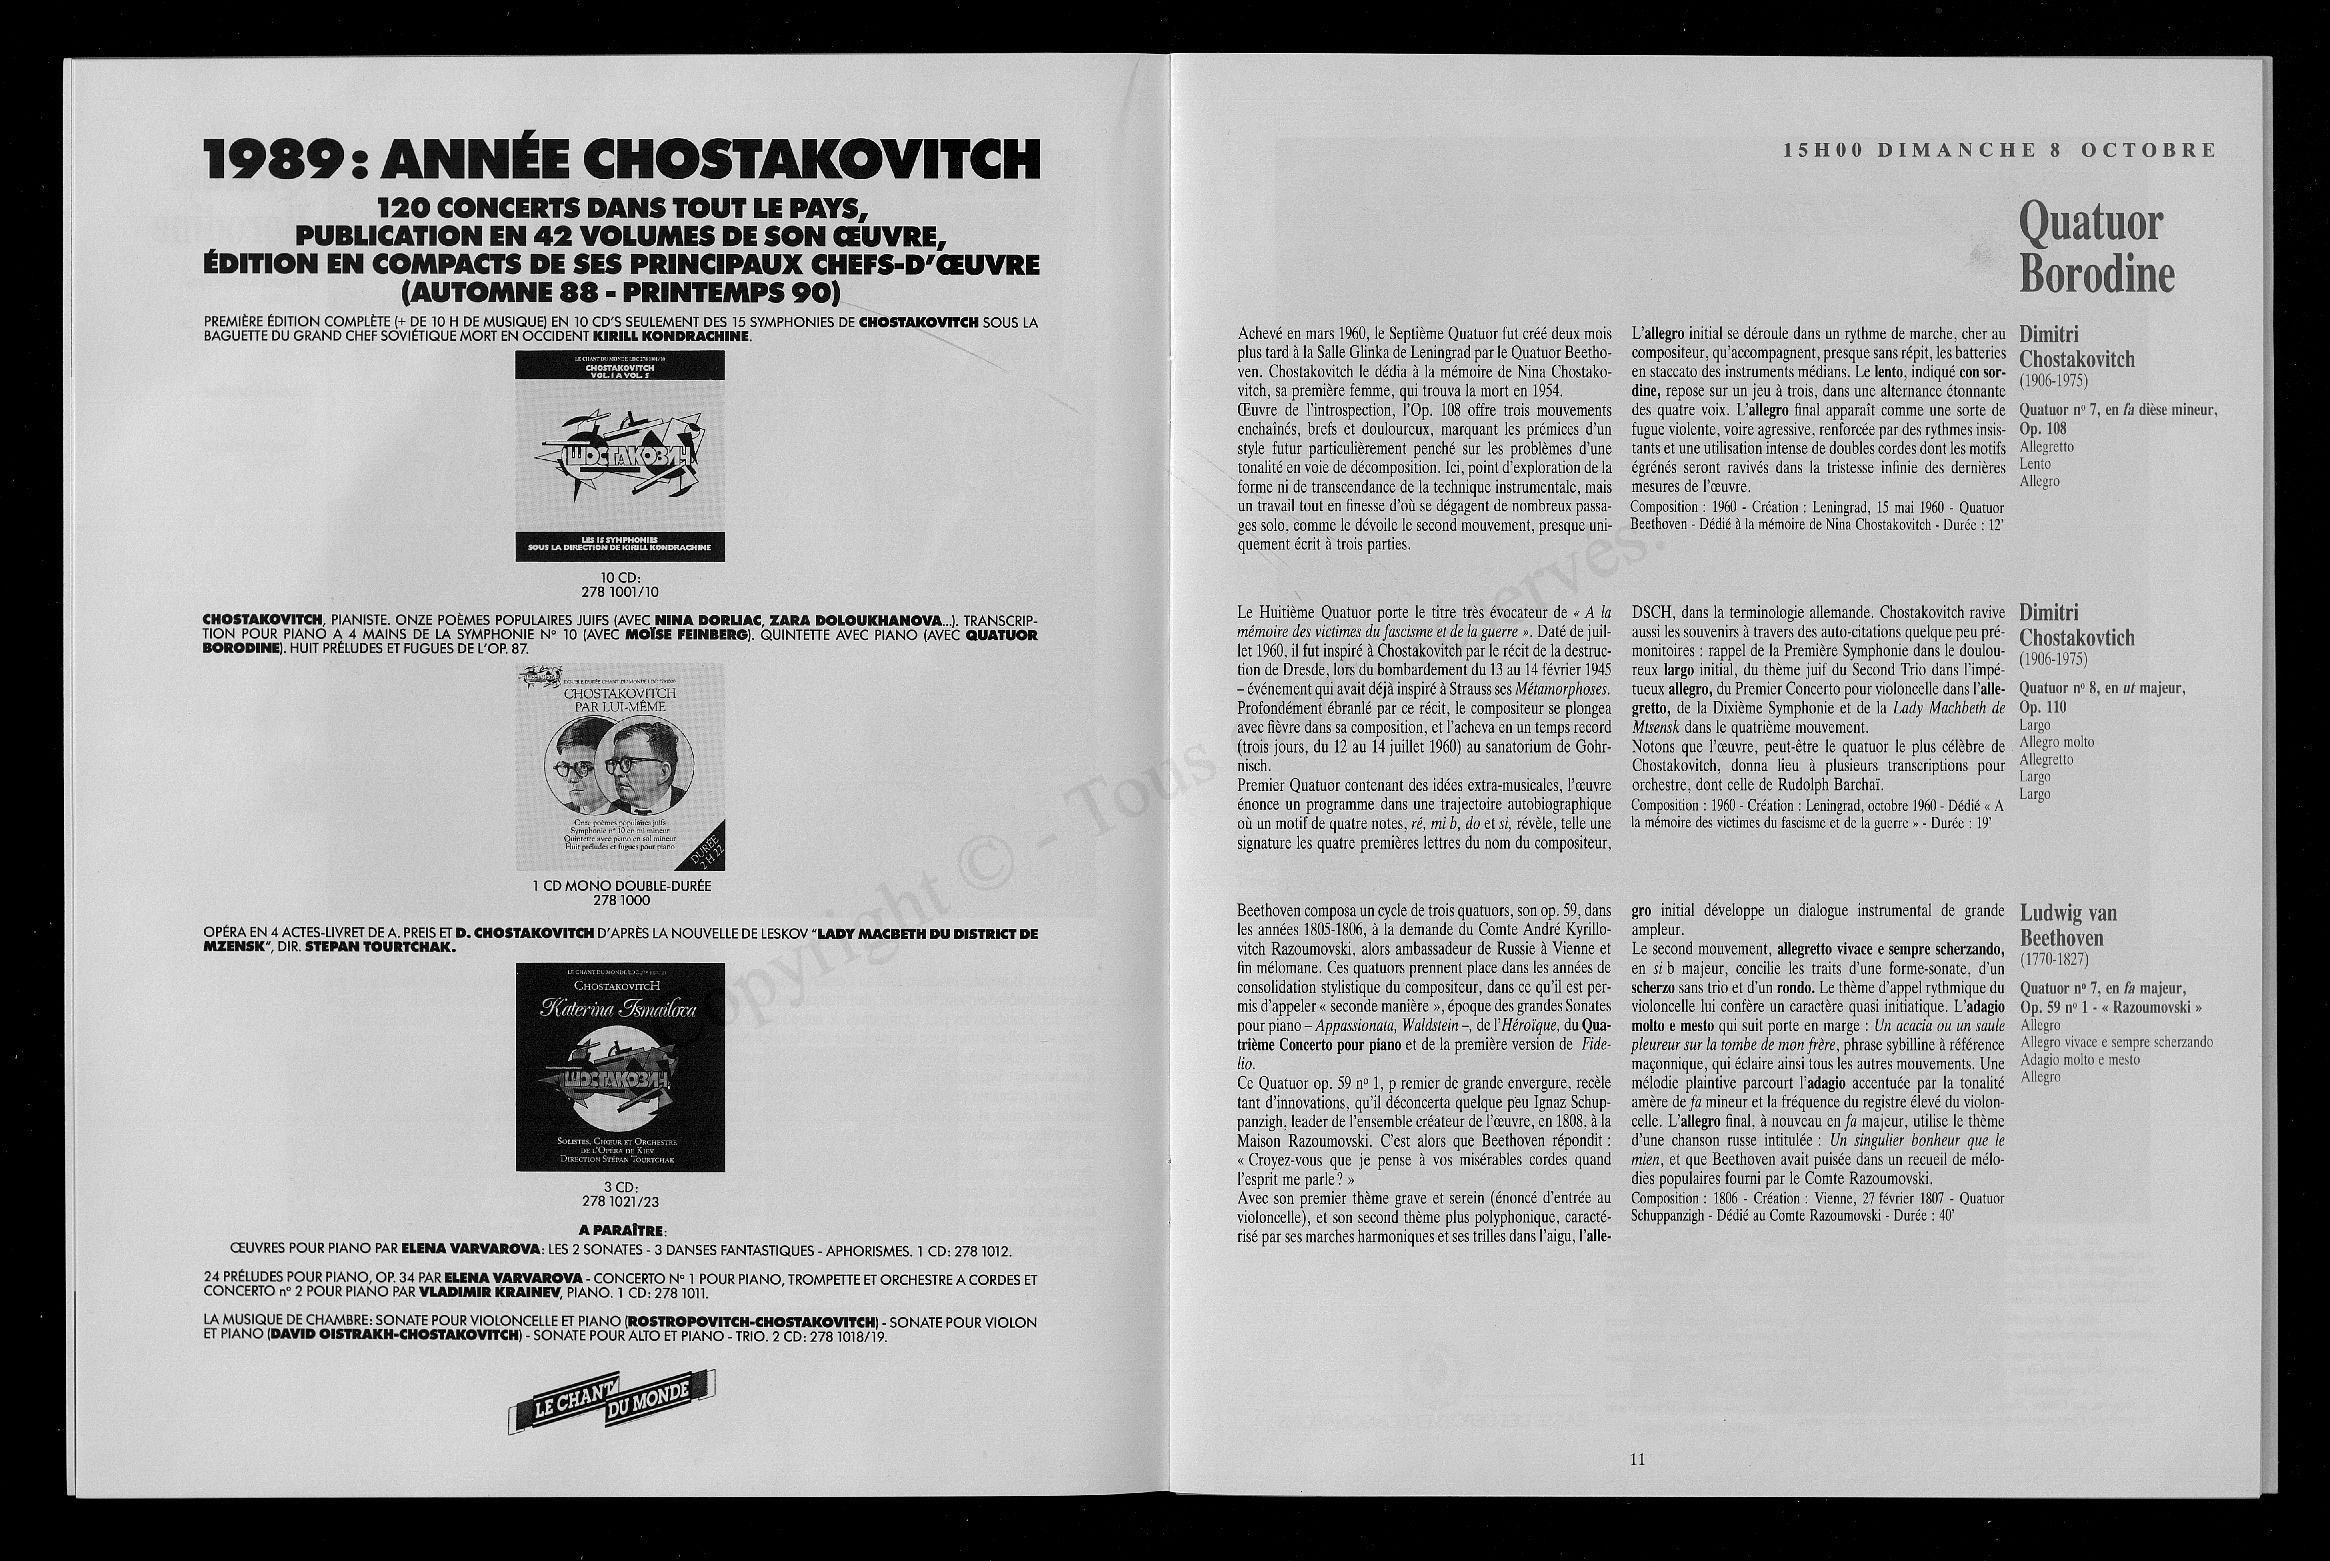 1989: ANNÉE CHOSTAKOVITCH
120 CONCERTS DANS TOUT LE PAYS,
PUBLICATION EN 42 VOLUMES DE SON ŒUVRE,
ÉDITION EN COMPACTS DE SES PRINCIPAUX CHEFS-D'ŒUVRE
(AUTOMNE 88 - PRINTEMPS 90)
PREMIÈRE ÉDITION COMPLÈTE (+ DE 10 H DE MUSIQUE) EN 10 CD'S SEULEMENT DES 15 SYMPHONIES DE CHOSTAKOVITCH SOUS LA
BAGUETTE DU GRAND CHEF SOVIÉTIQUE MORT EN OCCIDENT KIRILL KONDRACHINE.
LE CHANT DU MONDE LDC 278 1001/10
CHOSTAKOVITCH
VOL. 1 A VOL. 5
ШОСТАКОВИЧ
LES 15 SYMPHONIES
SOUS LA DIRECTION DE KIRILL KONDRACHINE
10 CD:
278 1001/10
CHOSTAKOVITCH, PIANISTE. ONZE POÈMES POPULAIRES JUIFS (AVEC NINA DORLIAC, ZARA DOLOUKHANOVA...). TRANSCRIP-
TION POUR PIANO A 4 MAINS DE LA SYMPHONIE Nº 10 (AVEC MOÏSE FEINBERG). QUINTETTE AVEC PIANO (AVEC QUATUOR
BORODINE). HUIT PRÉLUDES ET FUGUES DE L'OP. 87.
CHOSTAKOVITCH
PAR LUI-MÊME
Onze poèmes populaires juifs
Symphonie nº 10 en mi mineur
Quintette avec piano en sol mineur
Huit préludes et fugues pour piano
DURÉE
2 H 22
1 CD MONO DOUBLE-DURÉE
278 1000
OPÉRA EN 4 ACTES-LIVRET DE A. PREIS ET D. CHOSTAKOVITCH D'APRÈS LA NOUVELLE DE LESKOV "LADY MACBETH DU DISTRICT DE
MZENSK", DIR. STEPAN TOURTCHAK.
CHOSTAKOVITCH
Katerina Ismaïlova
ШОСТАКОВИЧ
SOLISTES, CHŒUR ET ORCHESTRE
DE L'OPÉRA DE KIEV
DIRECTION STEPAN TOURTCHAK
3 CD:
278 1021/23
A PARAÎTRE:
ŒUVRES POUR PIANO PAR ELENA VARVAROVA: LES 2 SONATES - 3 DANSES FANTASTIQUES - APHORISMES. 1 CD: 278 1012.
24 PRÉLUDES POUR PIANO, OP. 34 PAR ELENA VARVAROVA - CONCERTO Nº 1 POUR PIANO, TROMPETTE ET ORCHESTRE A CORDES ET
CONCERTO nº 2 POUR PIANO PAR VLADIMIR KRAINEV, PIANO. 1 CD: 278 1011.
LA MUSIQUE DE CHAMBRE: SONATE POUR VIOLONCELLE ET PIANO (ROSTROPOVITCH-CHOSTAKOVITCH) - SONATE POUR VIOLON
ET PIANO (DAVID OISTRAKH-CHOSTAKOVITCH) - SONATE POUR ALTO ET PIANO - TRIO. 2 CD: 278 1018/19.
LE CHANT
DU MONDE
15H00 DIMANCHE 8 OCTOBRE
Quatuor
Borodine
Achevé en mars 1960, le Septième Quatuor fut créé deux mois
plus tard à la Salle Glinka de Leningrad par le Quatuor Beetho-
ven. Chostakovitch le dédia à la mémoire de Nina Chostako-
vitch, sa première femme, qui trouva la mort en 1954.
Œuvre de l'introspection, l'Op. 108 offre trois mouvements
enchaînés, brefs et douloureux, marquant les prémices d'un
style futur particulièrement penché sur les problèmes d'une
tonalité en voie de décomposition. Ici, point d'exploration de la
forme ni de transcendance de la technique instrumentale, mais
un travail tout en finesse d'où se dégagent de nombreux passa-
ges solo, comme le dévoile le second mouvement, presque uni-
quement écrit à trois parties.
L'allegro initial se déroule dans un rythme de marche, cher au
compositeur, qu'accompagnent, presque sans répit, les batteries
en staccato des instruments médians. Le lento, indiqué con sor-
dine, repose sur un jeu à trois, dans une alternance étonnante
des quatre voix. L'allegro final apparaît comme une sorte de
fugue violente, voire agressive, renforcée par des rythmes insis-
tants et une utilisation intense de doubles cordes dont les motifs
égrénés seront ravivés dans la tristesse infinie des dernières
mesures de l'œuvre.
Composition : 1960 - Création : Leningrad, 15 mai 1960 - Quatuor
Beethoven - Dédié à la mémoire de Nina Chostakovitch - Durée : 12'
Dimitri
Chostakovitch
(1906-1975)
Quatuor nº 7, en fa dièse mineur,
Op. 108
Allegretto
Lento
Allegro
Le Huitième Quatuor porte le titre très évocateur de « A la
mémoire des victimes du fascisme et de la guerre ». Daté de juil-
let 1960, il fut inspiré à Chostakovitch par le récit de la destruc-
tion de Dresde, lors du bombardement du 13 au 14 février 1945
– événement qui avait déjà inspiré à Strauss ses Métamorphoses.
Profondément ébranlé par ce récit, le compositeur se plongea
avec fièvre dans sa composition, et l'acheva en un temps record
(trois jours, du 12 au 14 juillet 1960) au sanatorium de Gohr-
nisch.
Premier Quatuor contenant des idées extra-musicales, l'œuvre
énonce un programme dans une trajectoire autobiographique
où un motif de quatre notes, ré, mi b, do et si, révèle, telle une
signature les quatre premières lettres du nom du compositeur,
DSCH, dans la terminologie allemande. Chostakovitch ravive
aussi les souvenirs à travers des auto-citations quelque peu pré-
monitoires : rappel de la Première Symphonie dans le doulou-
reux largo initial, du thème juif du Second Trio dans l'impé-
tueux allegro, du Premier Concerto pour violoncelle dans l'alle-
gretto, de la Dixième Symphonie et de la Lady Machbeth de
Mtsensk dans le quatrième mouvement.
Notons que l'œuvre, peut-être le quatuor le plus célèbre de
Chostakovitch, donna lieu à plusieurs transcriptions pour
orchestre, dont celle de Rudolph Barchaï.
Composition : 1960 - Création : Leningrad, octobre 1960 - Dédié « A
la mémoire des victimes du fascisme et de la guerre » - Durée : 19'
Dimitri
Chostakovtich
(1906-1975)
Quatuor nº 8, en ut majeur,
Op. 110
Largo
Allegro molto
Allegretto
Largo
Largo
Beethoven composa un cycle de trois quatuors, son op. 59, dans
les années 1805-1806, à la demande du Comte André Kyrillo-
vitch Razoumovski, alors ambassadeur de Russie à Vienne et
fin mélomane. Ces quatuors prennent place dans les années de
consolidation stylistique du compositeur, dans ce qu'il est per-
mis d'appeler « seconde manière », époque des grandes Sonates
pour piano – Appassionata, Waldstein –, de l'Héroïque, du Qua-
trième Concerto pour piano et de la première version de Fide-
lio.
Ce Quatuor op. 59 nº 1, p remier de grande envergure, recèle
tant d'innovations, qu'il déconcerta quelque peu Ignaz Schup-
panzigh, leader de l'ensemble créateur de l'œuvre, en 1808, à la
Maison Razoumovski. C'est alors que Beethoven répondit :
« Croyez-vous que je pense à vos misérables cordes quand
l'esprit me parle ? »
Avec son premier thème grave et serein (énoncé d'entrée au
violoncelle), et son second thème plus polyphonique, caracté-
risé par ses marches harmoniques et ses trilles dans l'aigu, l'alle-
gro initial développe un dialogue instrumental de grande
ampleur.
Le second mouvement, allegretto vivace e sempre scherzando,
en si b majeur, concilie les traits d'une forme-sonate, d'un
scherzo sans trio et d'un rondo. Le thème d'appel rythmique du
violoncelle lui confère un caractère quasi initiatique. L'adagio
molto e mesto qui suit porte en marge : Un acacia ou un saule
pleureur sur la tombe de mon frère, phrase sybilline à référence
maçonnique, qui éclaire ainsi tous les autres mouvements. Une
mélodie plaintive parcourt l'adagio accentuée par la tonalité
amère de fa mineur et la fréquence du registre élevé du violon-
celle. L'allegro final, à nouveau en fa majeur, utilise le thème
d'une chanson russe intitulée : Un singulier bonheur que le
mien, et que Beethoven avait puisée dans un recueil de mélo-
dies populaires fourni par le Comte Razoumovski.
Composition : 1806 - Création : Vienne, 27 février 1807 - Quatuor
Schuppanzigh - Dédié au Comte Razoumovski - Durée : 40'
Ludwig van
Beethoven
(1770-1827)
Quatuor nº 7, en fa majeur,
Op. 59 nº 1 - « Razoumovski »
Allegro
Allegro vivace e sempre scherzando
Adagio molto e mesto
Allegro
11
Copyright © - Tous
ervés.